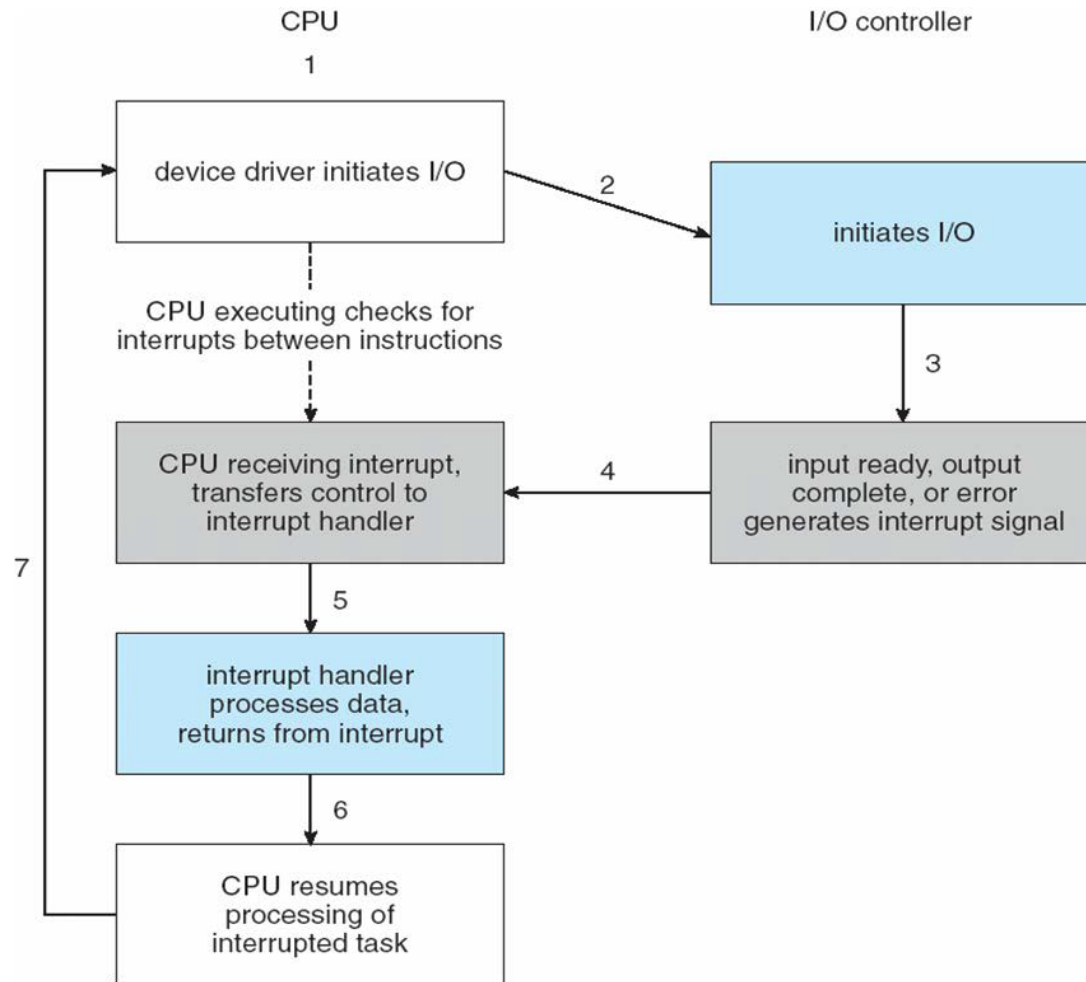 CPU
I/O controller
1
device driver initiates I/O
2
initiates I/O
CPU executing checks for
interrupts between instructions
3
CPU receiving interrupt,
transfers control to
interrupt handler
4
input ready, output
complete, or error
generates interrupt signal
7
5
interrupt handler
processes data,
returns from interrupt
6
CPU resumes
processing of
interrupted task